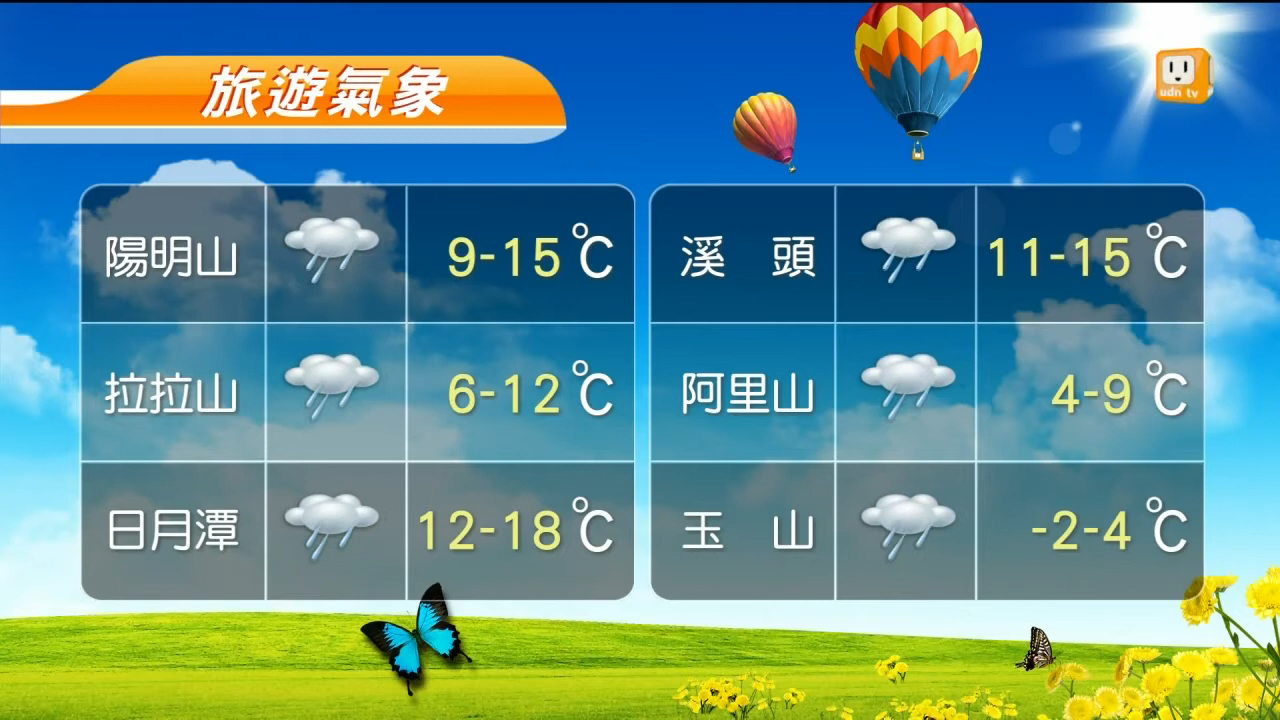 旅遊氣象
udn tv
陽明山 9-15℃
拉拉山 6-12℃
日月潭 12-18℃
溪 頭 11-15℃
阿里山 4-9℃
玉 山 -2-4℃